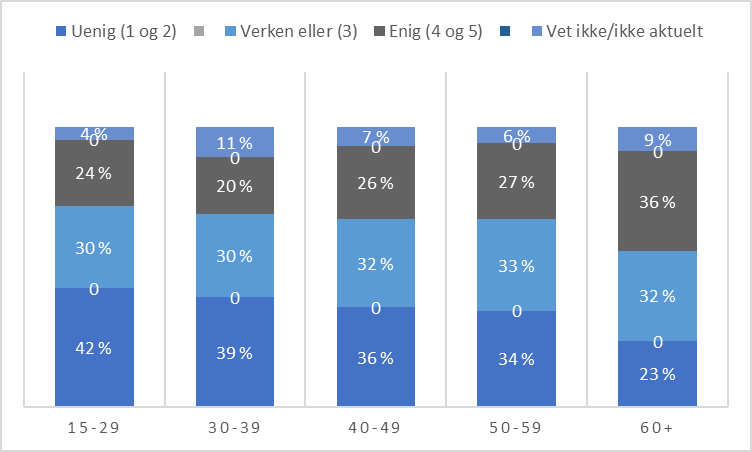 Uenig (1 og 2) Verken eller (3) Enig (4 og 5) Vet ikke/ikke aktuelt
4 % 11 % 7 % 6 % 9 %
0 0 0 0 0
24 % 20 % 26 % 27 % 36 %
30 % 30 % 32 % 33 % 32 %
0 0 0 0 0
42 % 39 % 36 % 34 % 23 %
15-29 30-39 40-49 50-59 60+